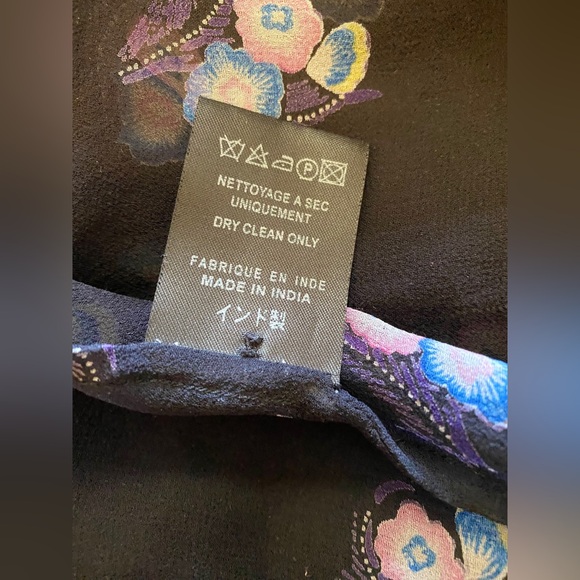 P
NETTOYAGE A SEC
UNIQUEMENT
DRY CLEAN ONLY
FABRIQUE EN INDE
MADE IN INDIA
インド製